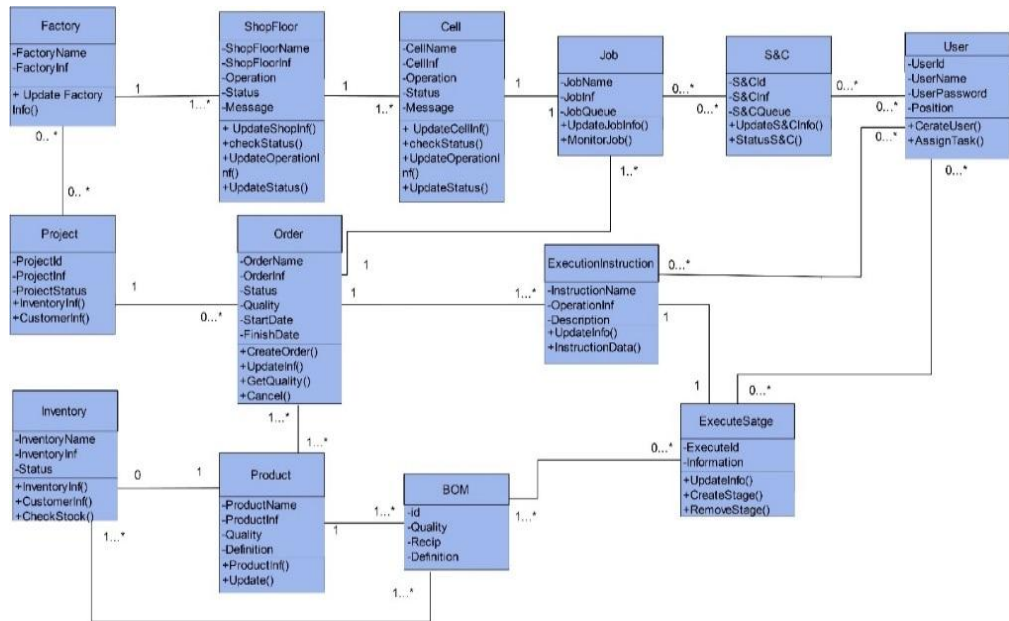 Factory
-FactoryName
-FactoryInf
+ Update Factory
Info()
1
1...*
ShopFloor
-ShopFloorName
-ShopFloorInf
-Operation
-Status
-Message
+ UpdateShopInf()
+checkStatus()
+UpdateOperationI
nf()
+UpdateStatus()
1
1..*
Cell
-CellName
-CellInf
-Operation
-Status
-Message
+ UpdateCellInf()
+checkStatus()
+UpdateOperationI
nf()
+UpdateStatus()
1
1
Job
-JobName
-JobInf
-JobQueue
+UpdateJobInfo()
+MonitorJob()
0...*
0...*
S&C
-S&CId
-S&CInf
-S&CQueue
+UpdateS&CInfo()
+StatusS&C()
0...*
0...*
User
-UserId
-UserName
-UserPassword
-Position
+CerateUser()
+AssignTask()
0...*
0...*
0..*
0.. *
1..*
Project
-ProjectId
-ProjectInf
-ProjectStatus
+InventoryInf()
+CustomerInf()
1
0...*
Order
-OrderName
-OrderInf
-Status
-Quality
-StartDate
-FinishDate
+CreateOrder()
+UpdateInf()
+GetQuality()
+Cancel()
1
1
1...*
ExecutionInstruction
-InstructionName
-OperationInf
-Description
+UpdateInfo()
+InstructionData()
0...*
1
1
0...*
1...*
1...*
Inventory
-InventoryName
-InventoryInf
-Status
+InventoryInf()
+CustomerInf()
+CheckStock()
0
1
1...*
Product
-ProductName
-ProductInf
-Quality
-Definition
+ProductInf()
+Update()
1
1...*
BOM
-id
-Quality
-Recip
-Definition
1...*
1...*
0...*
ExecuteSatge
-ExecuteId
-Information
+UpdateInfo()
+CreateStage()
+RemoveStage()